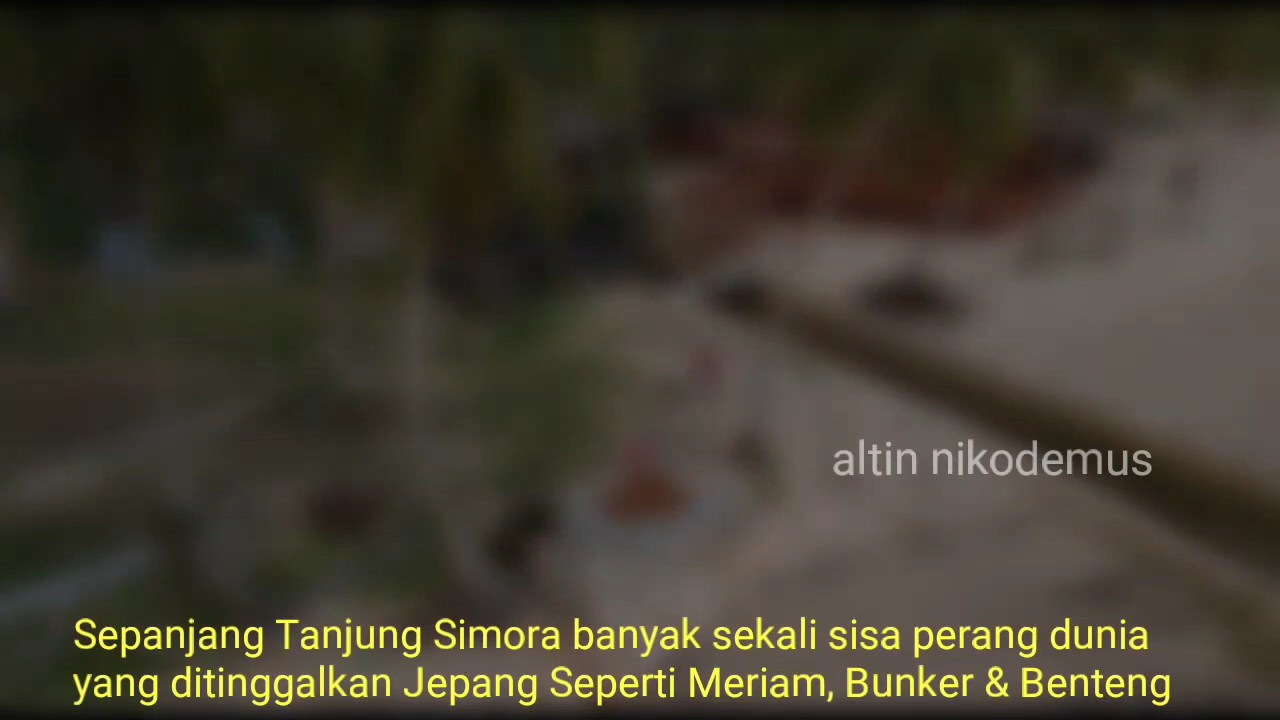 altin nikodemus
Sepanjang Tanjung Simora banyak sekali sisa perang dunia
yang ditinggalkan Jepang Seperti Meriam, Bunker & Benteng